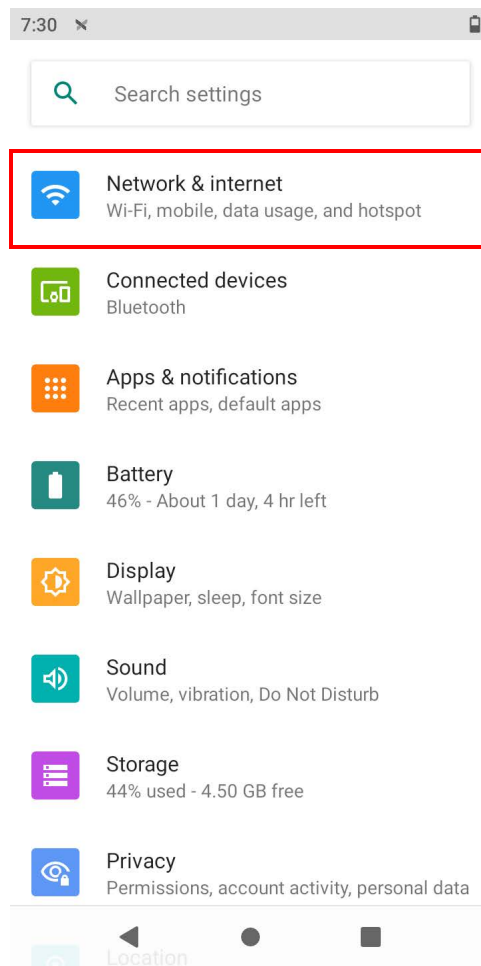 7:30
Search settings
Network & internet
Wi-Fi, mobile, data usage, and hotspot
Connected devices
Bluetooth
Apps & notifications
Recent apps, default apps
Battery
46% - About 1 day, 4 hr left
Display
Wallpaper, sleep, font size
Sound
Volume, vibration, Do Not Disturb
Storage
44% used - 4.50 GB free
Privacy
Permissions, account activity, personal data
Location